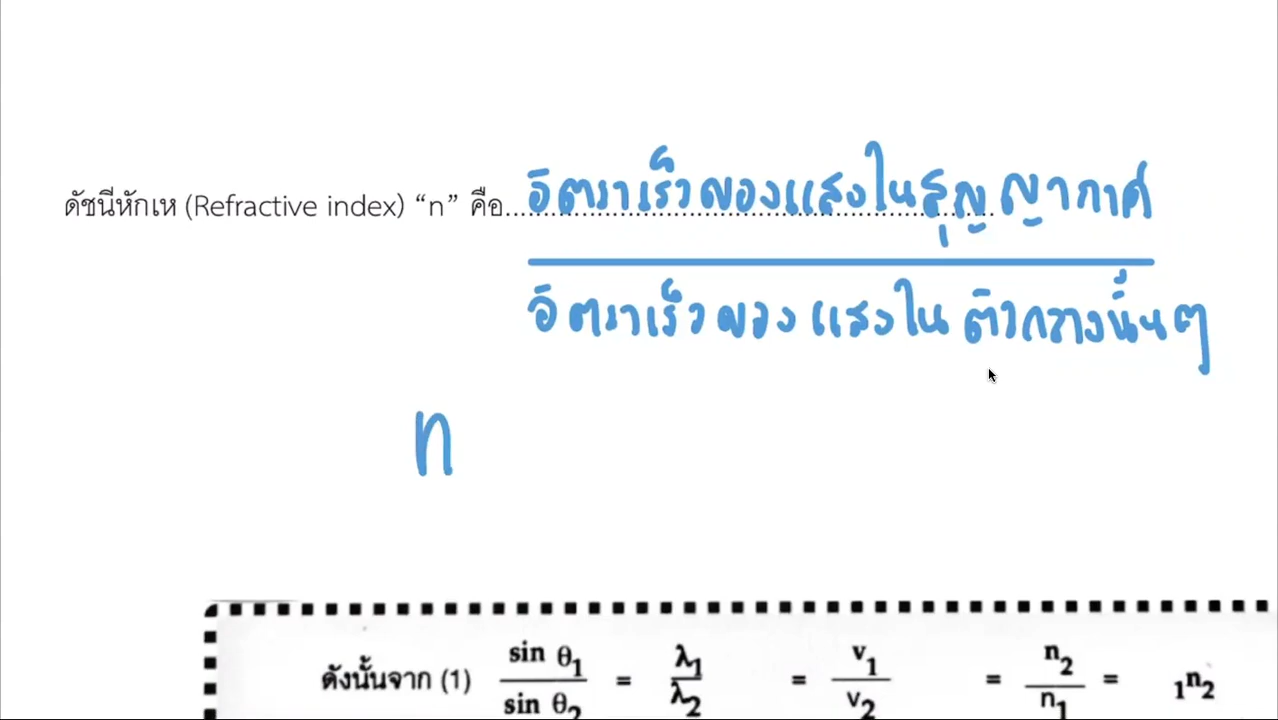 ดัชนีหักเห (Refractive index) “n” คือ.....อัตราเร็วของแสงในสุญญากาศ
อัตราเร็วของแสงใน ตัวกลางนั้นๆ
n
ดังนั้นจาก (1) sin θ1 / sin θ2 = λ1 / λ2 = v1 / v2 = n2 / n1 = 1n2